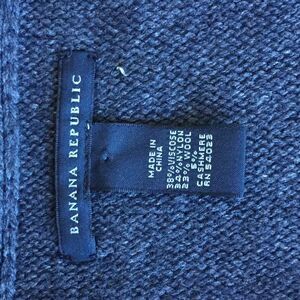 BANANA REPUBLIC
MADE IN
CHINA
38% VISCOSE
34% NYLON
23% WOOL
5%
CASHMERE
RN 54023